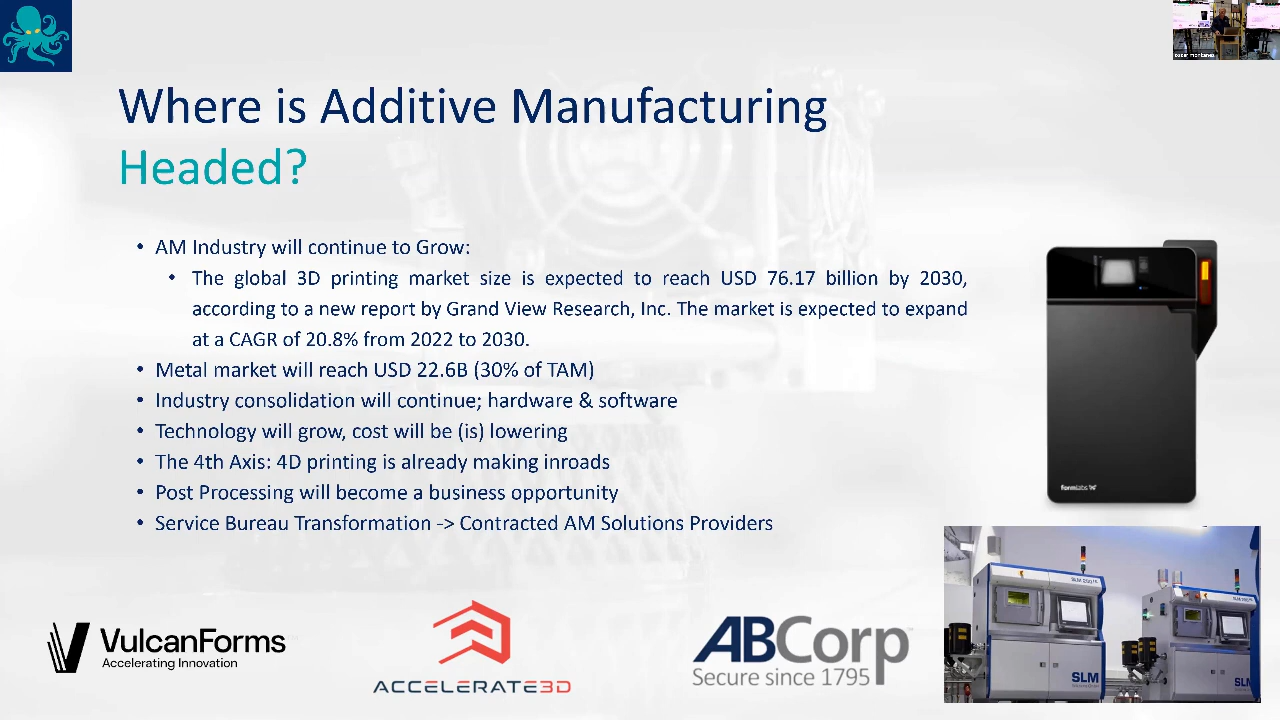 Where is Additive Manufacturing
Headed?
• AM Industry will continue to Grow:
• The global 3D printing market size is expected to reach USD 76.17 billion by 2030,
according to a new report by Grand View Research, Inc. The market is expected to expand
at a CAGR of 20.8% from 2022 to 2030.
• Metal market will reach USD 22.6B (30% of TAM)
• Industry consolidation will continue; hardware & software
• Technology will grow, cost will be (is) lowering
• The 4th Axis: 4D printing is already making inroads
• Post Processing will become a business opportunity
• Service Bureau Transformation -> Contracted AM Solutions Providers
formlabs
VulcanForms
Accelerating Innovation
ACCELERATE3D
ABCorp™
Secure since 1795
SLM
SLM